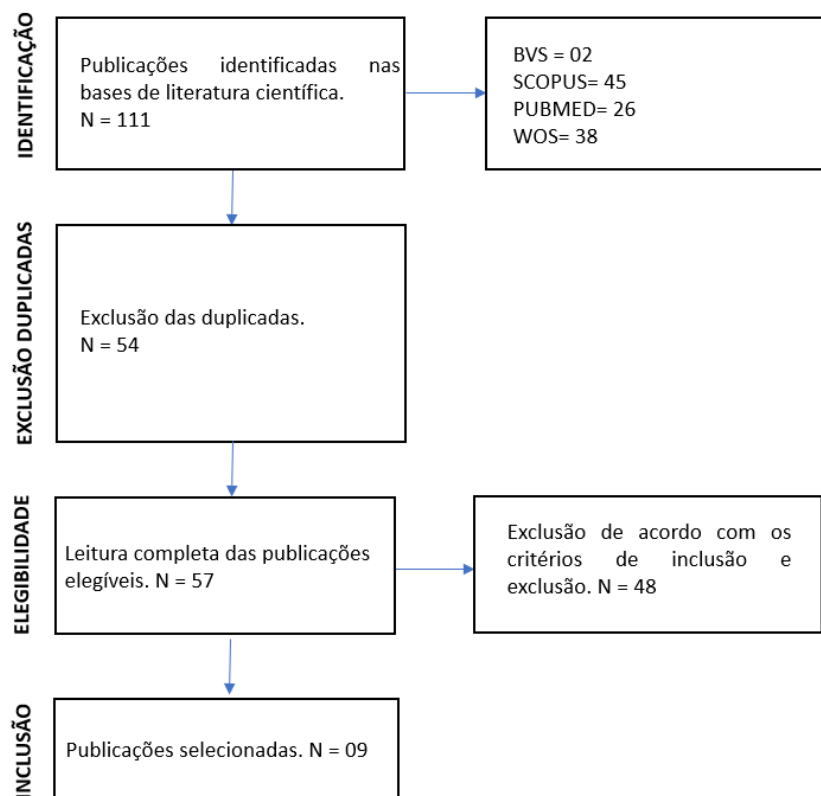 IDENTIFICAÇÃO
Publicações identificadas nas
bases de literatura científica.
N = 111
BVS = 02
SCOPUS= 45
PUBMED= 26
WOS= 38
EXCLUSÃO DUPLICADAS
Exclusão das duplicadas.
N = 54
ELEGIBILIDADE
Leitura completa das publicações
elegíveis. N = 57
Exclusão de acordo com os
critérios de inclusão e
exclusão. N = 48
INCLUSÃO
Publicações selecionadas. N = 09